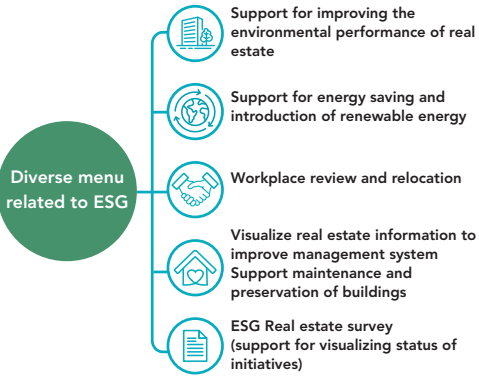 Diverse menu
related to ESG
Support for improving the
environmental performance of real
estate
Support for energy saving and
introduction of renewable energy
Workplace review and relocation
Visualize real estate information to
improve management system
Support maintenance and
preservation of buildings
ESG Real estate survey
(support for visualizing status of
initiatives)